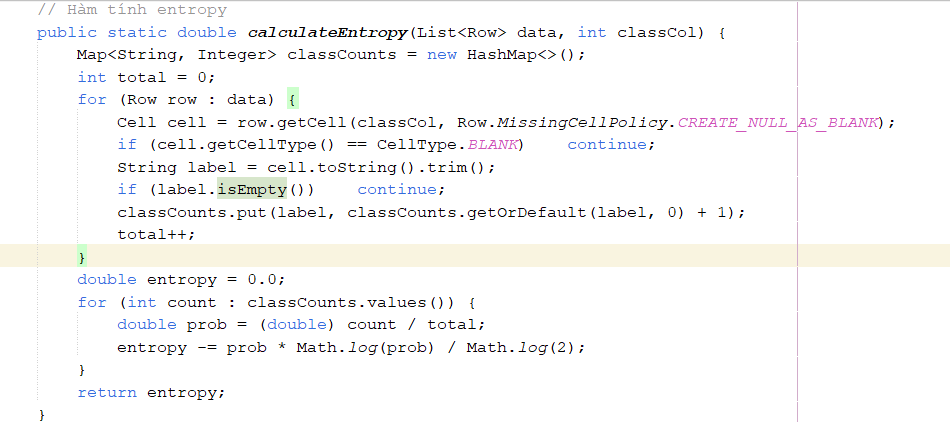 // Hàm tính entropy
public static double calculateEntropy(List<Row> data, int classCol) {
Map<String, Integer> classCounts = new HashMap<>();
int total = 0;
for (Row row : data) {
Cell cell = row.getCell(classCol, Row.MissingCellPolicy.CREATE_NULL_AS_BLANK);
if (cell.getCellType() == CellType.BLANK)    continue;
String label = cell.toString().trim();
if (label.isEmpty())    continue;
classCounts.put(label, classCounts.getOrDefault(label, 0) + 1);
total++;
}
double entropy = 0.0;
for (int count : classCounts.values()) {
double prob = (double) count / total;
entropy -= prob * Math.log(prob) / Math.log(2);
}
return entropy;
}